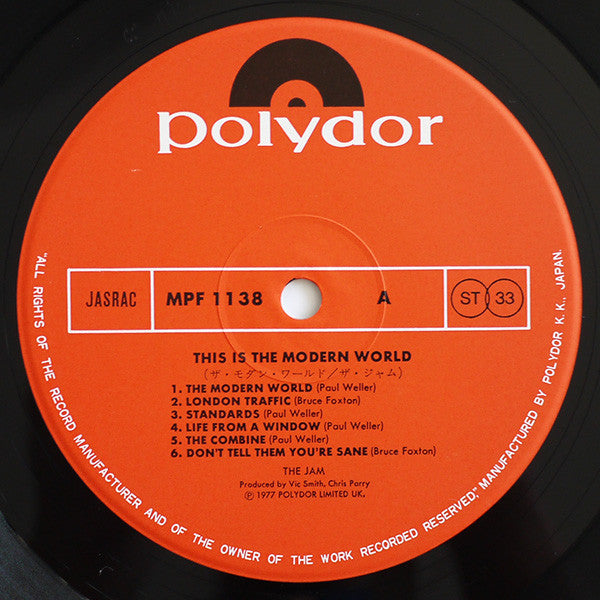 polydor
JASRAC
MPF 1138
A
ST 33
THIS IS THE MODERN WORLD
(ザ・モダン・ワールド/ザ・ジャム)
1. THE MODERN WORLD (Paul Weller)
2. LONDON TRAFFIC (Bruce Foxton)
3. STANDARDS (Paul Weller)
4. LIFE FROM A WINDOW (Paul Weller)
5. THE COMBINE (Paul Weller)
6. DON'T TELL THEM YOU'RE SANE (Bruce Foxton)
THE JAM
Produced by Vic Smith, Chris Parry
℗ 1977 POLYDOR LIMITED UK.
"ALL RIGHTS OF THE RECORD MANUFACTURER AND OF THE OWNER OF THE WORK RECORDED RESERVED," MANUFACTURED BY POLYDOR K.K., JAPAN.